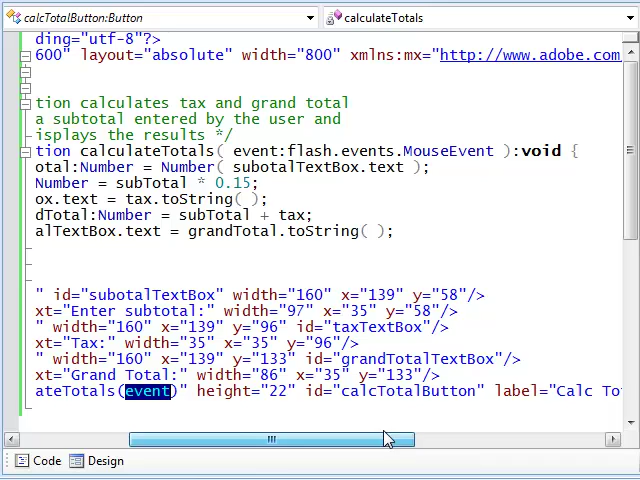 calcTotalButton:Button
calculateTotals
ding="utf-8"?>
600" layout="absolute" width="800" xmlns:mx="http://www.adobe.com
tion calculates tax and grand total
a subtotal entered by the user and
isplays the results */
tion calculateTotals( event:flash.events.MouseEvent ):void {
otal:Number = Number( subotalTextBox.text );
Number = subTotal * 0.15;
ox.text = tax.toString( );
dTotal:Number = subTotal + tax;
alTextBox.text = grandTotal.toString( );
" id="subotalTextBox" width="160" x="139" y="58"/>
xt="Enter subtotal:" width="97" x="35" y="58"/>
" width="160" x="139" y="96" id="taxTextBox"/>
xt="Tax:" width="35" x="35" y="96"/>
" width="160" x="139" y="133" id="grandTotalTextBox"/>
xt="Grand Total:" width="86" x="35" y="133"/>
ateTotals(event)" height="22" id="calcTotalButton" label="Calc To
Code
Design